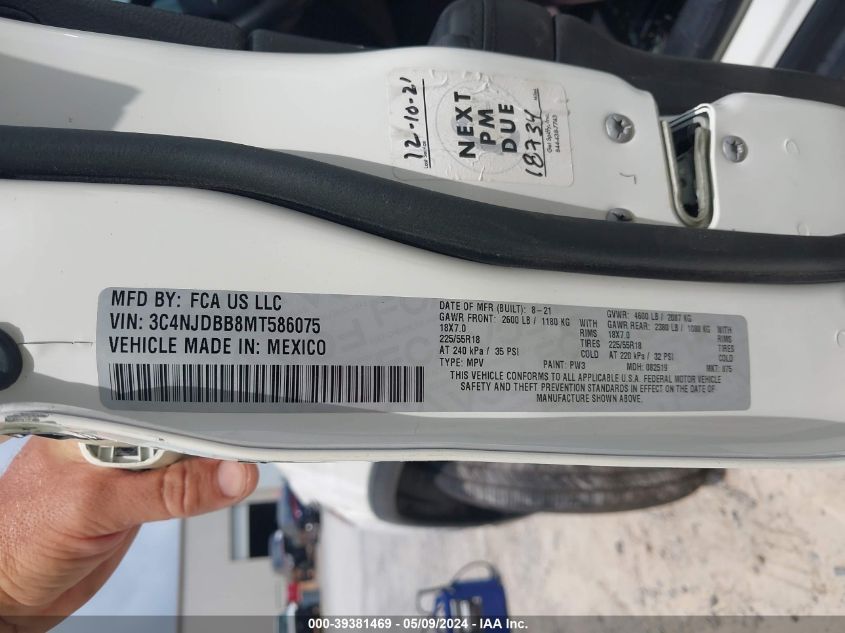 12-10-21
NEXT
PM
DUE
18734
MFD BY: FCA US LLC
VIN: 3C4NJDBB8MT586075
VEHICLE MADE IN: MEXICO
DATE OF MFR (BUILT): 8-21
GVWR: 4600 LB / 2087 KG
GAWR FRONT: 2600 LB / 1180 KG WITH
GAWR REAR: 2380 LB / 1080 KG WITH
18X7.0 RIMS
18X7.0 RIMS
225/55R18 TIRES
225/55R18 TIRES
AT 240 kPa / 35 PSI COLD
AT 220 kPa / 32 PSI COLD
TYPE: MPV PAINT: PW3 MDH: 082519 MKT: 875
THIS VEHICLE CONFORMS TO ALL APPLICABLE U.S.A. FEDERAL MOTOR VEHICLE
SAFETY AND THEFT PREVENTION STANDARDS IN EFFECT ON THE DATE OF
MANUFACTURE SHOWN ABOVE.
000-39381469 - 05/09/2024 - IAA Inc.